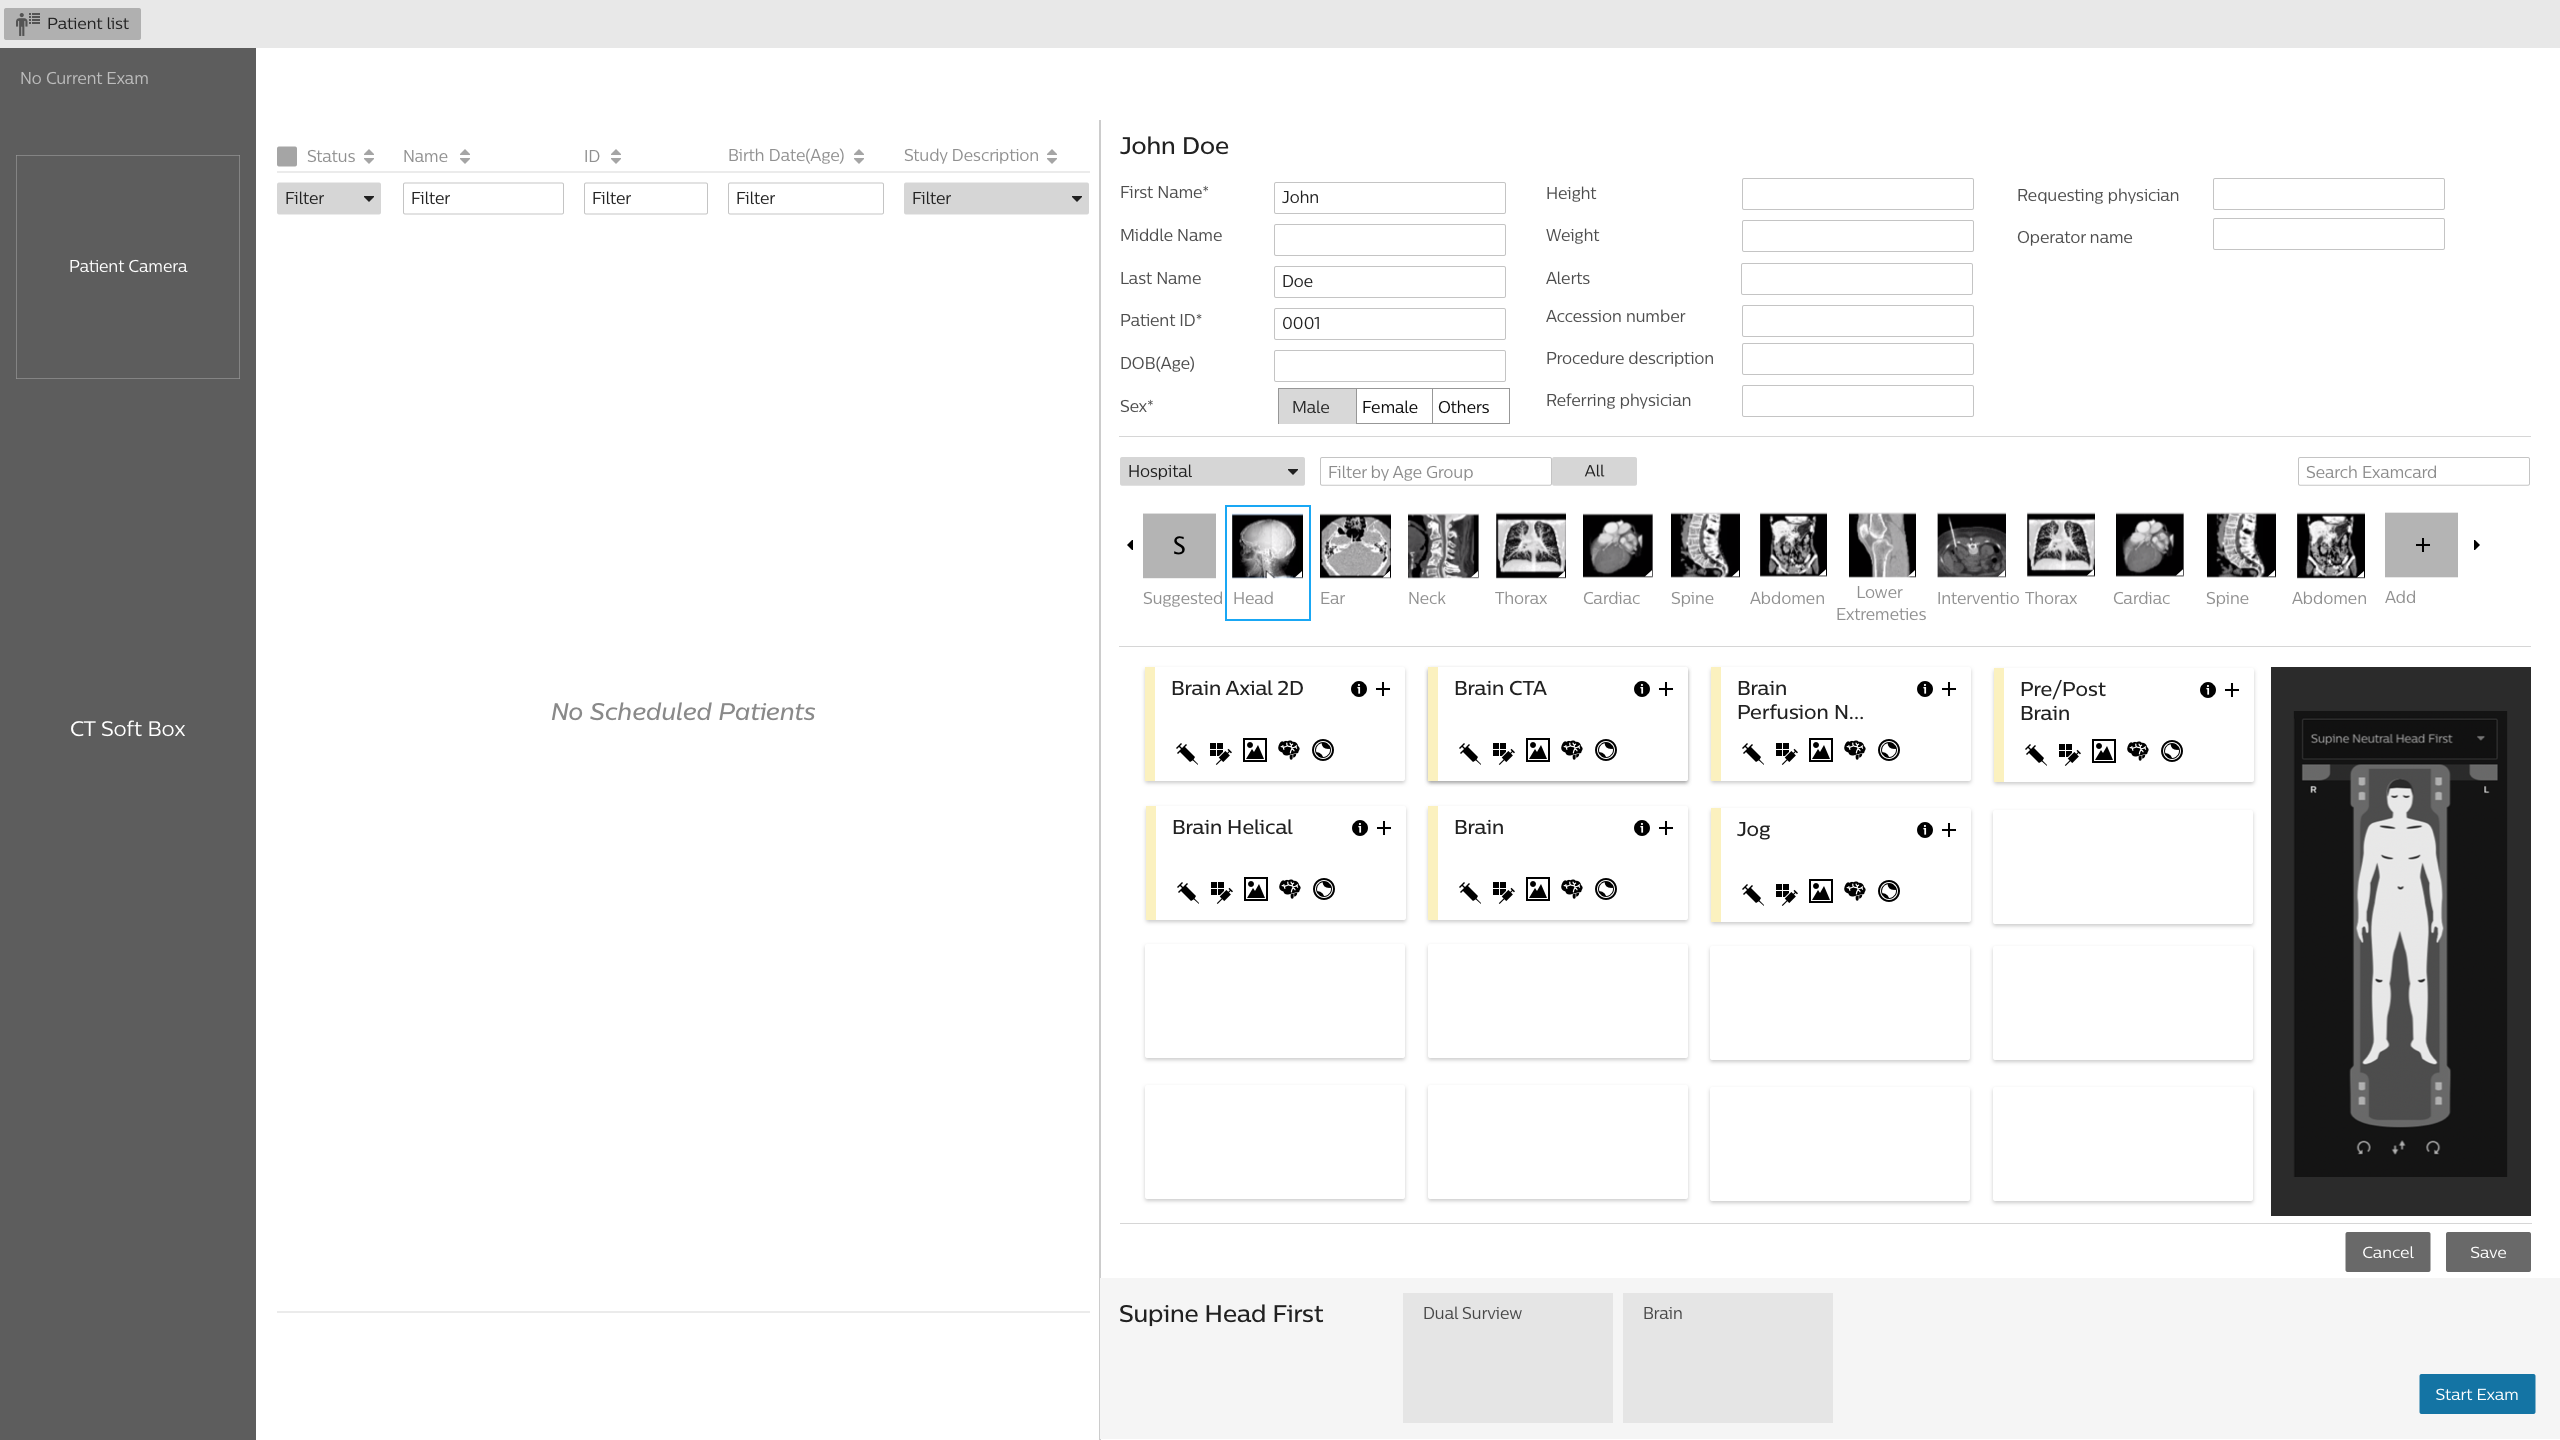 Patient list
No Current Exam
Patient Camera
CT Soft Box
Status Name ID Birth Date(Age) Study Description
Filter Filter Filter Filter Filter
No Scheduled Patients
John Doe
First Name* John
Middle Name
Last Name Doe
Patient ID* 0001
DOB(Age)
Sex* Male Female Others
Height
Weight
Alerts
Accession number
Procedure description
Referring physician
Requesting physician
Operator name
Hospital Filter by Age Group All Search Examcard
S
Suggested Head Ear Neck Thorax Cardiac Spine Abdomen Lower Extremeties Interventio Thorax Cardiac Spine Abdomen Add
Brain Axial 2D
Brain CTA
Brain
Perfusion N...
Pre/Post
Brain
Brain Helical
Brain
Jog
Supine Neutral Head First
R L
Cancel Save
Supine Head First
Dual Surview
Brain
Start Exam